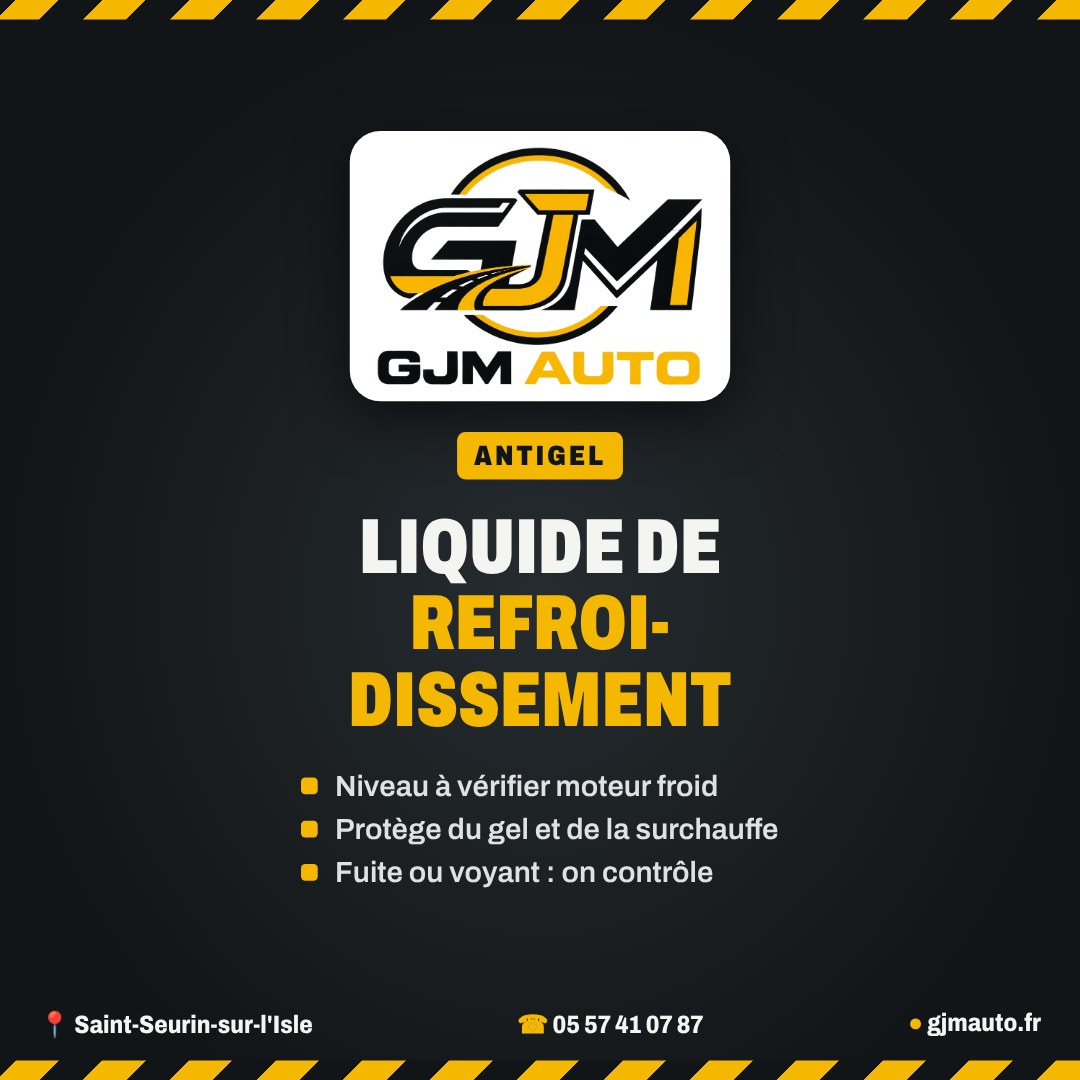 GJM
GJM AUTO
ANTIGEL
LIQUIDE DE
REFROI-
DISSEMENT
Niveau à vérifier moteur froid
Protège du gel et de la surchauffe
Fuite ou voyant : on contrôle
📍 Saint-Seurin-sur-l'Isle
☎ 05 57 41 07 87
gjmauto.fr